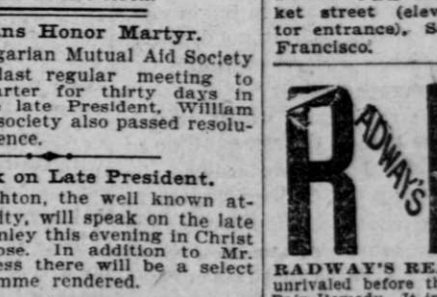 ns Honor Martyr.
garian Mutual Aid Society
last regular meeting to
arter for thirty days in
late President, William
society also passed resolu-
ence.
on Late President.
hton, the well known at-
ity, will speak on the late
nley this evening in Christ
ose. In addition to Mr.
ess there will be a select
mme rendered.
ket street (elev
tor entrance), S
Francisco.
R
ADWAY'S
RADWAY'S RE
unrivaled before th